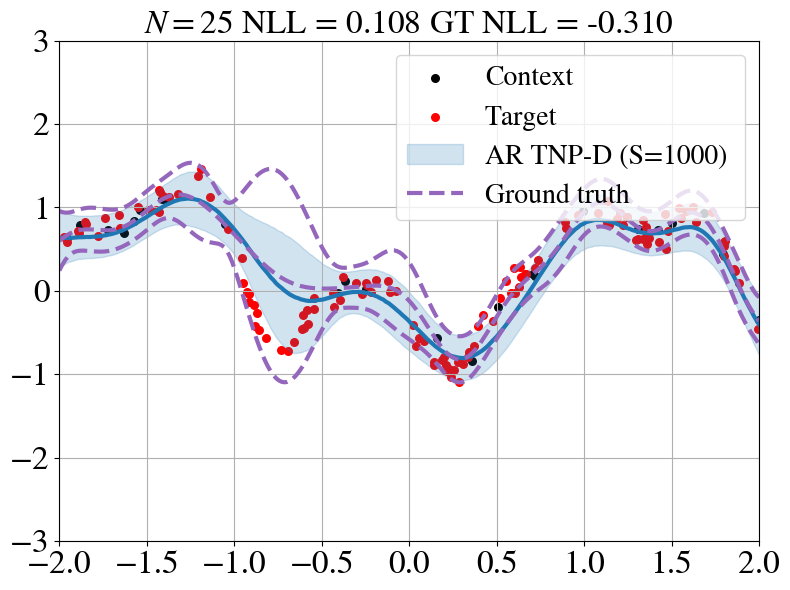 N = 25 NLL = 0.108 GT NLL = -0.310
3
2
1
0
−1
−2
−3
Context
Target
AR TNP-D (S=1000)
Ground truth
−2.0 −1.5 −1.0 −0.5 0.0 0.5 1.0 1.5 2.0